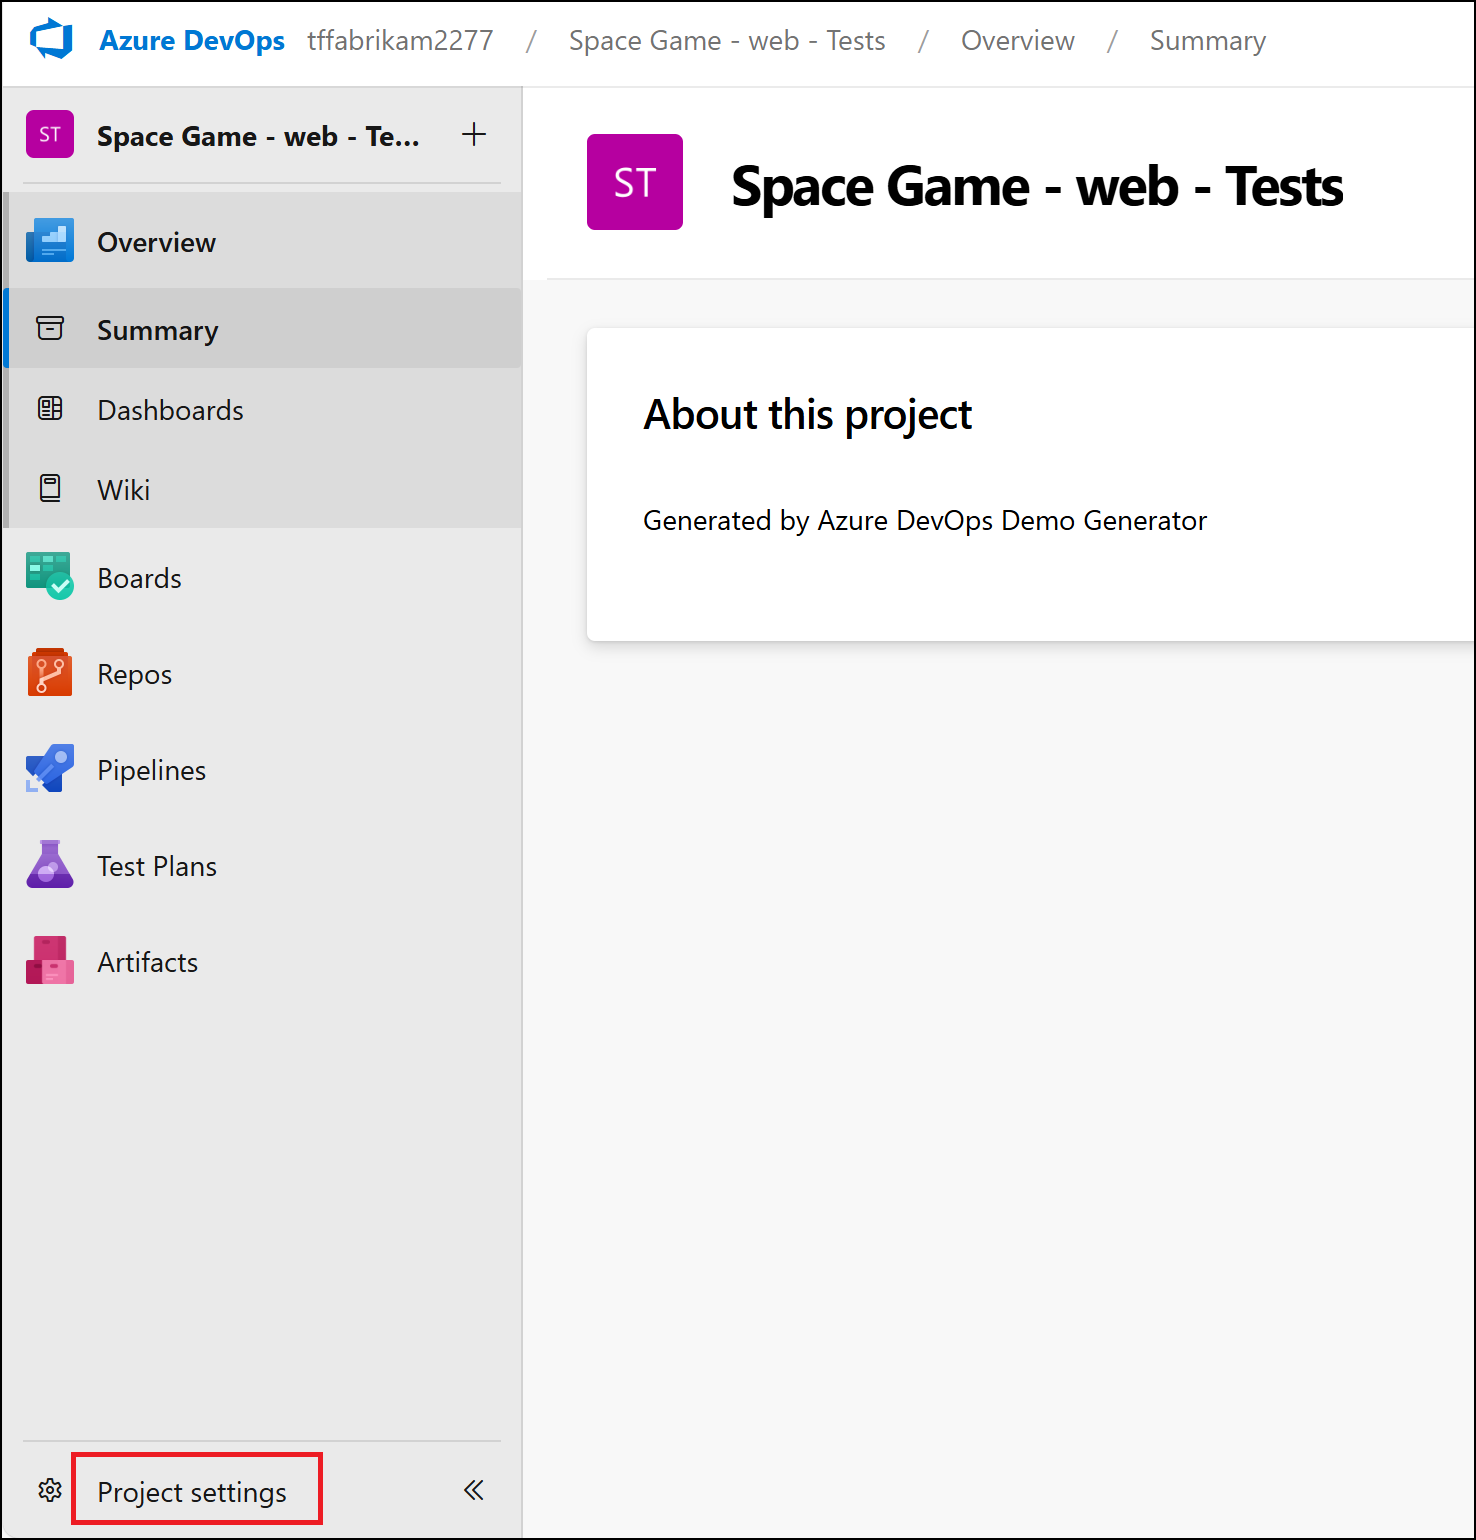 Azure DevOps tffabrikam2277 / Space Game - web - Tests / Overview / Summary
ST Space Game - web - Te... +
ST Space Game - web - Tests
Overview
Summary
Dashboards
Wiki
Boards
Repos
Pipelines
Test Plans
Artifacts
About this project
Generated by Azure DevOps Demo Generator
Project settings